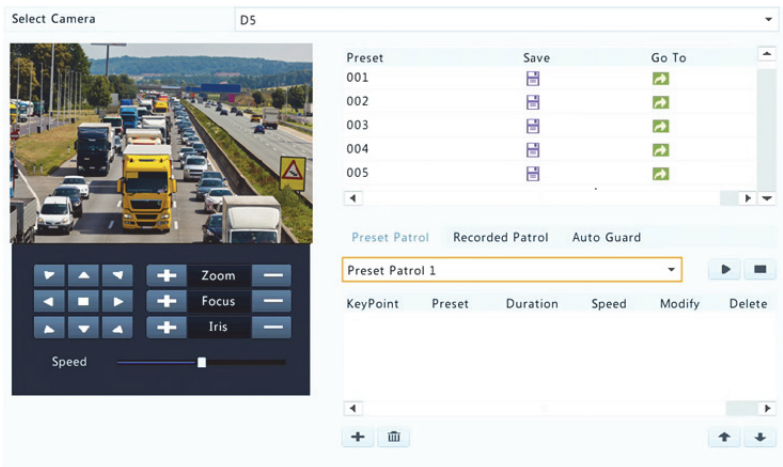 Select Camera D5
Preset Save Go To
001
002
003
004
005
Preset Patrol Recorded Patrol Auto Guard
Preset Patrol 1
KeyPoint Preset Duration Speed Modify Delete
Zoom
Focus
Iris
Speed